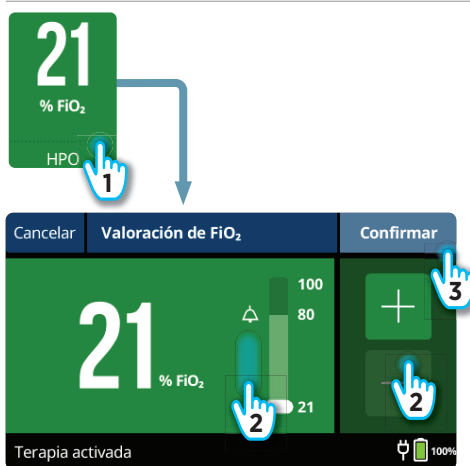 21
% FiO₂
HPO
1
Cancelar
Valoración de FiO₂
Confirmar
3
100
80
21
% FiO₂
21
2
2
Terapia activada
100%